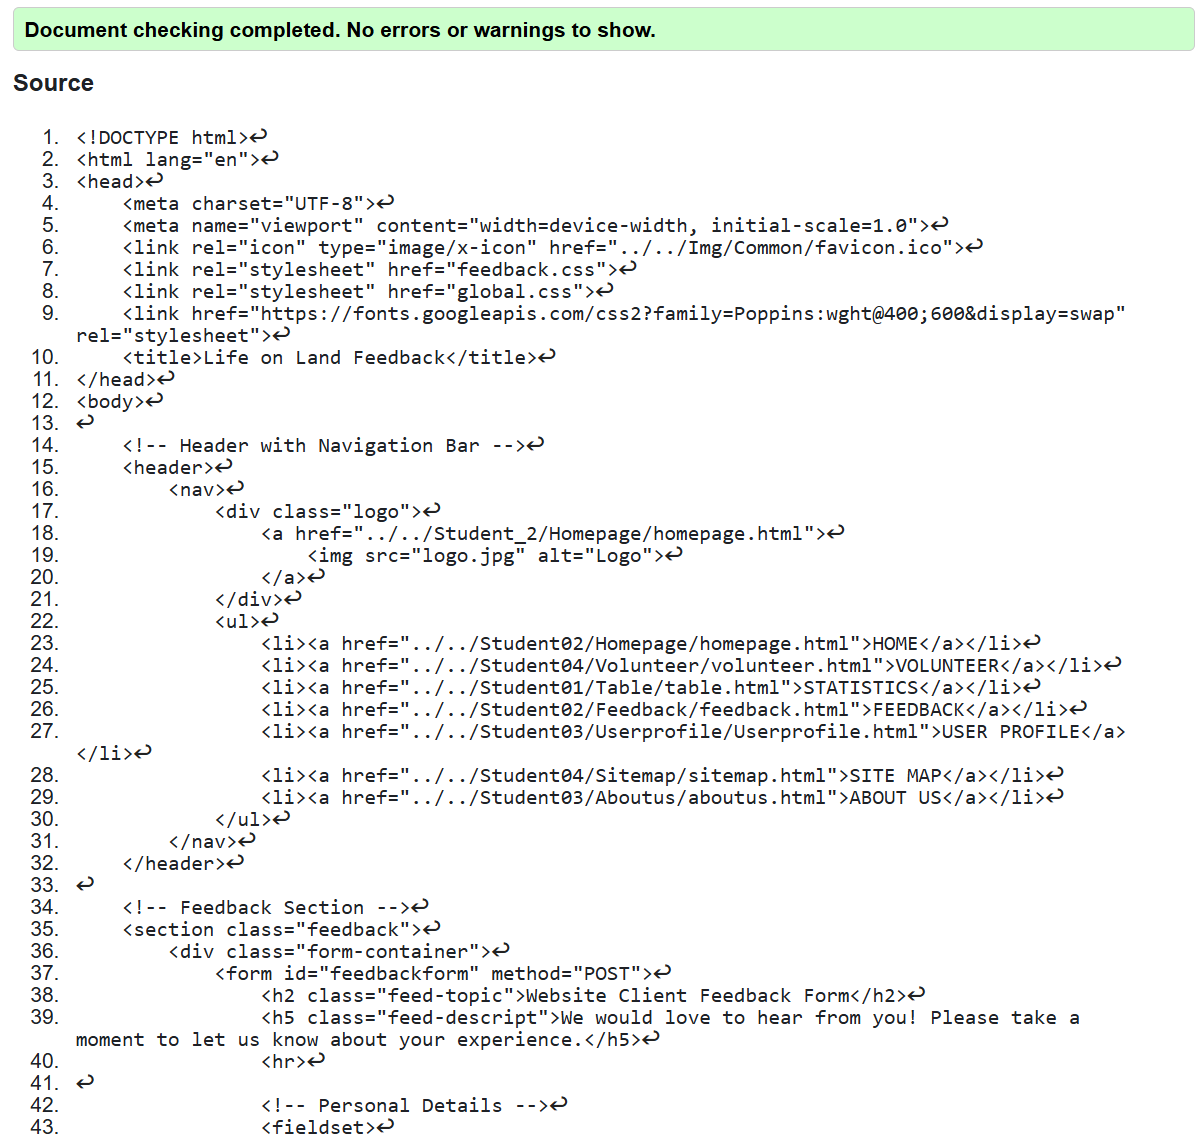 Document checking completed. No errors or warnings to show.
Source
1. <!DOCTYPE html>↩
2. <html lang="en">↩
3. <head>↩
4.     <meta charset="UTF-8">↩
5.     <meta name="viewport" content="width=device-width, initial-scale=1.0">↩
6.     <link rel="icon" type="image/x-icon" href="../../Img/Common/favicon.ico">↩
7.     <link rel="stylesheet" href="feedback.css">↩
8.     <link rel="stylesheet" href="global.css">↩
9.     <link href="https://fonts.googleapis.com/css2?family=Poppins:wght@400;600&display=swap"
rel="stylesheet">↩
10.     <title>Life on Land Feedback</title>↩
11. </head>↩
12. <body>↩
13. ↩
14.     <!-- Header with Navigation Bar -->↩
15.     <header>↩
16.         <nav>↩
17.             <div class="logo">↩
18.                 <a href="../../Student_2/Homepage/homepage.html">↩
19.                     <img src="logo.jpg" alt="Logo">↩
20.                 </a>↩
21.             </div>↩
22.             <ul>↩
23.                 <li><a href="../../Student02/Homepage/homepage.html">HOME</a></li>↩
24.                 <li><a href="../../Student04/Volunteer/volunteer.html">VOLUNTEER</a></li>↩
25.                 <li><a href="../../Student01/Table/table.html">STATISTICS</a></li>↩
26.                 <li><a href="../../Student02/Feedback/feedback.html">FEEDBACK</a></li>↩
27.                 <li><a href="../../Student03/Userprofile/Userprofile.html">USER PROFILE</a>
</li>↩
28.                 <li><a href="../../Student04/Sitemap/sitemap.html">SITE MAP</a></li>↩
29.                 <li><a href="../../Student03/Aboutus/aboutus.html">ABOUT US</a></li>↩
30.             </ul>↩
31.         </nav>↩
32.     </header>↩
33. ↩
34.     <!-- Feedback Section -->↩
35.     <section class="feedback">↩
36.         <div class="form-container">↩
37.             <form id="feedbackform" method="POST">↩
38.                 <h2 class="feed-topic">Website Client Feedback Form</h2>↩
39.                 <h5 class="feed-descript">We would love to hear from you! Please take a
moment to let us know about your experience.</h5>↩
40.                 <hr>↩
41. ↩
42.                 <!-- Personal Details -->↩
43.                 <fieldset>↩